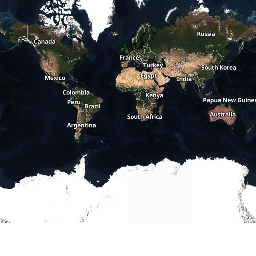 Russia
Canada
France
Turkey
South Korea
Mexico
Egypt
India
Colombia
Kenya
Papua New Guinea
Peru
Brazil
Australia
South Africa
Argentina